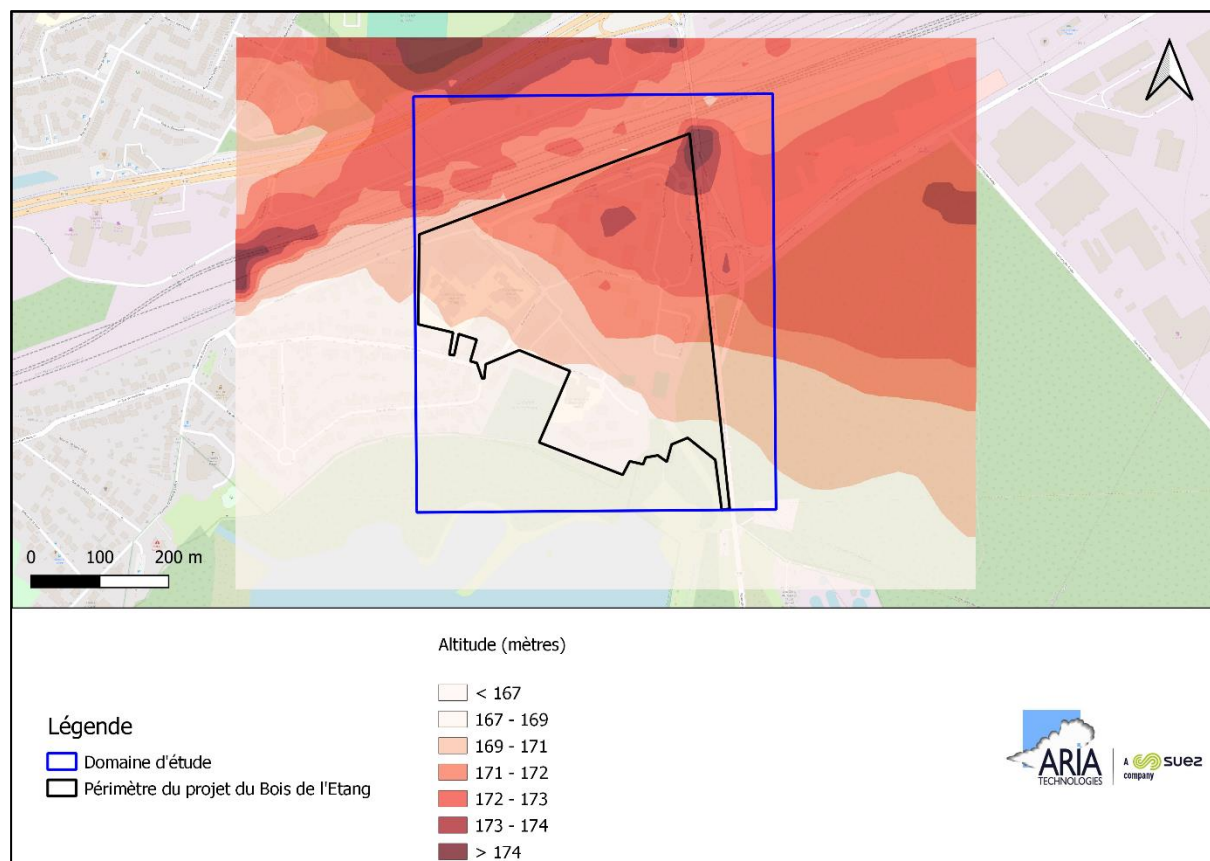 0 100 200 m
Altitude (mètres)
< 167
167 - 169
169 - 171
171 - 172
172 - 173
173 - 174
> 174
Légende
Domaine d'étude
Périmètre du projet du Bois de l'Etang
ARIA
TECHNOLOGIES
A suez
company